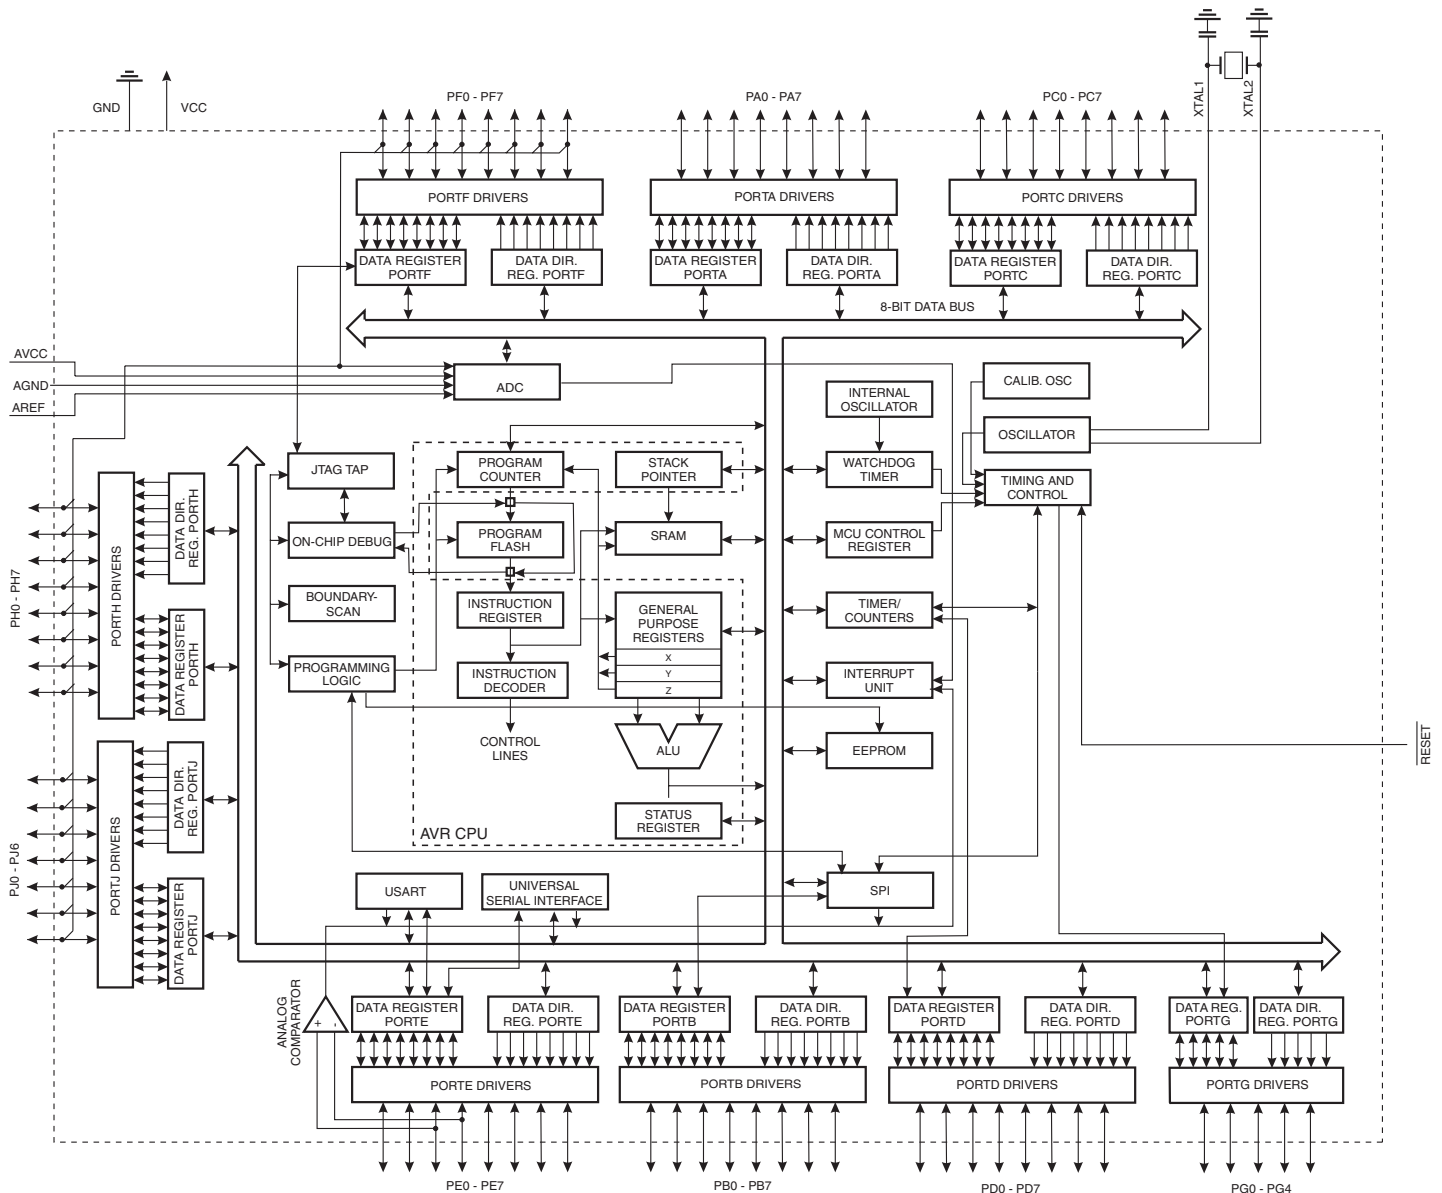 XTAL1
XTAL2
GND
VCC
PF0 - PF7
PA0 - PA7
PC0 - PC7
PORTF DRIVERS
PORTA DRIVERS
PORTC DRIVERS
DATA REGISTER
PORTF
DATA DIR.
REG. PORTF
DATA REGISTER
PORTA
DATA DIR.
REG. PORTA
DATA REGISTER
PORTC
DATA DIR.
REG. PORTC
8-BIT DATA BUS
AVCC
AGND
AREF
ADC
CALIB. OSC
INTERNAL
OSCILLATOR
OSCILLATOR
JTAG TAP
PROGRAM
COUNTER
STACK
POINTER
WATCHDOG
TIMER
TIMING AND
CONTROL
ON-CHIP DEBUG
PROGRAM
FLASH
SRAM
MCU CONTROL
REGISTER
BOUNDARY-
SCAN
INSTRUCTION
REGISTER
GENERAL
PURPOSE
REGISTERS
X
Y
Z
TIMER/
COUNTERS
PROGRAMMING
LOGIC
INSTRUCTION
DECODER
INTERRUPT
UNIT
CONTROL
LINES
ALU
EEPROM
RESET
STATUS
REGISTER
AVR CPU
PH0 - PH7
PORTH DRIVERS
DATA DIR.
REG. PORTH
DATA REGISTER
PORTH
PJ0 - PJ6
PORTJ DRIVERS
DATA DIR.
REG. PORTJ
DATA REGISTER
PORTJ
USART
UNIVERSAL
SERIAL INTERFACE
SPI
ANALOG
COMPARATOR
+
-
DATA REGISTER
PORTE
DATA DIR.
REG. PORTE
DATA REGISTER
PORTB
DATA DIR.
REG. PORTB
DATA REGISTER
PORTD
DATA DIR.
REG. PORTD
DATA REG.
PORTG
DATA DIR.
REG. PORTG
PORTE DRIVERS
PORTB DRIVERS
PORTD DRIVERS
PORTG DRIVERS
PE0 - PE7
PB0 - PB7
PD0 - PD7
PG0 - PG4